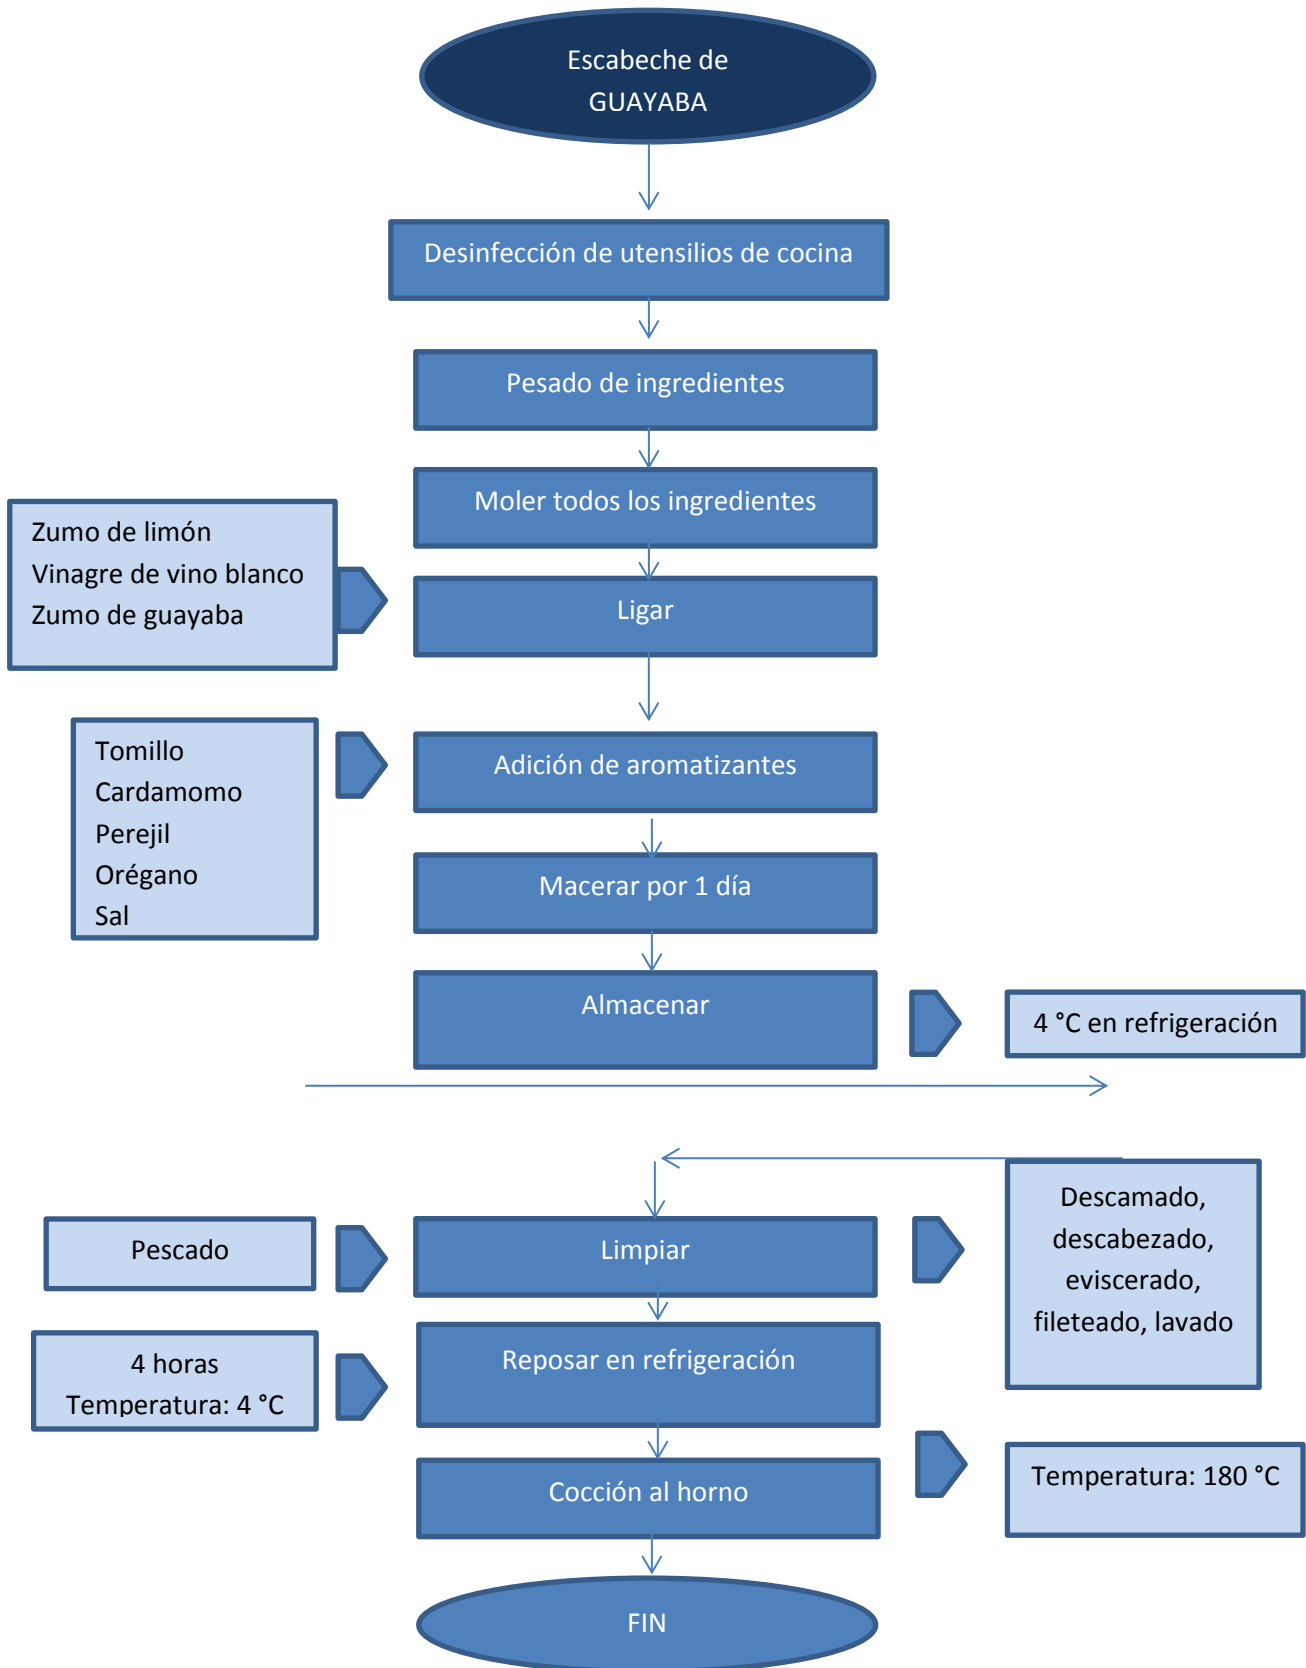 Escabeche de
GUAYABA
Desinfección de utensilios de cocina
Pesado de ingredientes
Moler todos los ingredientes
Zumo de limón
Vinagre de vino blanco
Zumo de guayaba
Ligar
Tomillo
Cardamomo
Perejil
Orégano
Sal
Adición de aromatizantes
Macerar por 1 día
Almacenar
4 °C en refrigeración
Pescado
Limpiar
Descamado,
descabezado,
eviscerado,
fileteado, lavado
4 horas
Temperatura: 4 °C
Reposar en refrigeración
Cocción al horno
Temperatura: 180 °C
FIN